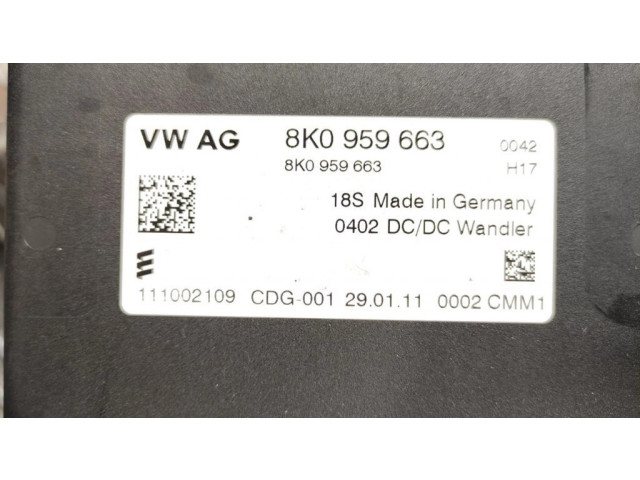 VW AG 8K0 959 663 0042
8K0 959 663 H17
18S Made in Germany
0402 DC/DC Wandler
111002109 CDG-001 29.01.11 0002 CMM1